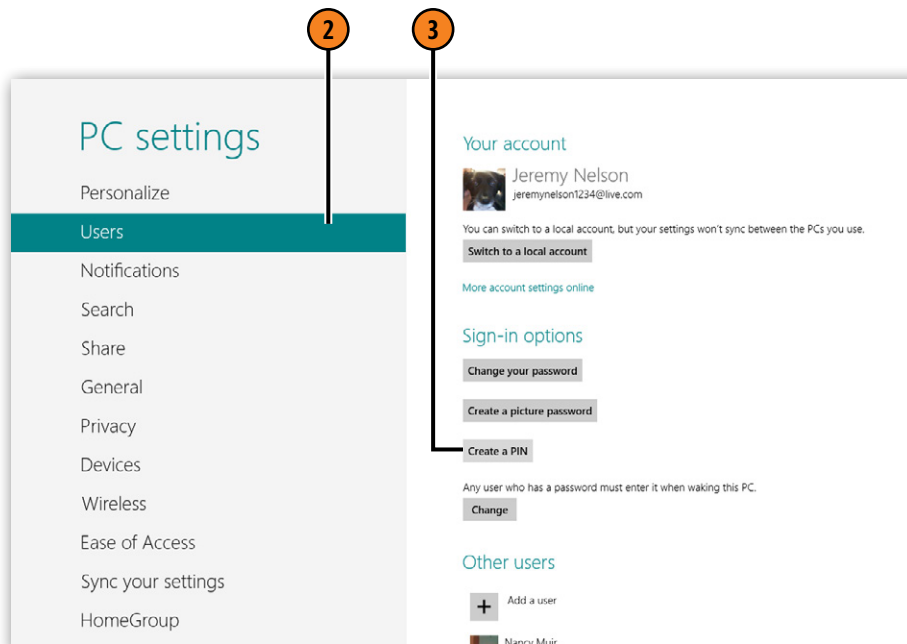 2
3
PC settings
Personalize
Users
Notifications
Search
Share
General
Privacy
Devices
Wireless
Ease of Access
Sync your settings
HomeGroup
Your account
Jeremy Nelson
jeremynelson1234@live.com
You can switch to a local account, but your settings won't sync between the PCs you use.
Switch to a local account
More account settings online
Sign-in options
Change your password
Create a picture password
Create a PIN
Any user who has a password must enter it when waking this PC.
Change
Other users
+ Add a user
Nancy Muir